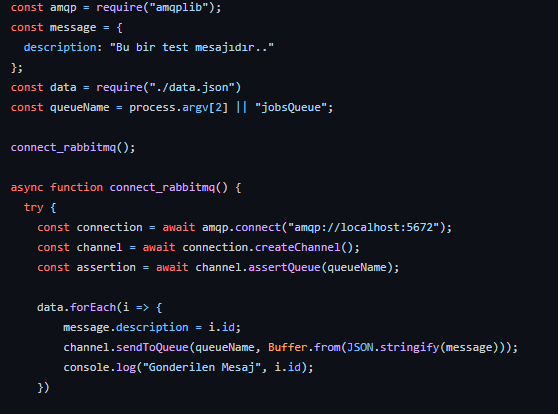 const amqp = require("amqplib");
const message = {
  description: "Bu bir test mesajıdır.."
};
const data = require("./data.json")
const queueName = process.argv[2] || "jobsQueue";

connect_rabbitmq();

async function connect_rabbitmq() {
  try {
    const connection = await amqp.connect("amqp://localhost:5672");
    const channel = await connection.createChannel();
    const assertion = await channel.assertQueue(queueName);

    data.forEach(i => {
        message.description = i.id;
        channel.sendToQueue(queueName, Buffer.from(JSON.stringify(message)));
        console.log("Gonderilen Mesaj", i.id);
    })